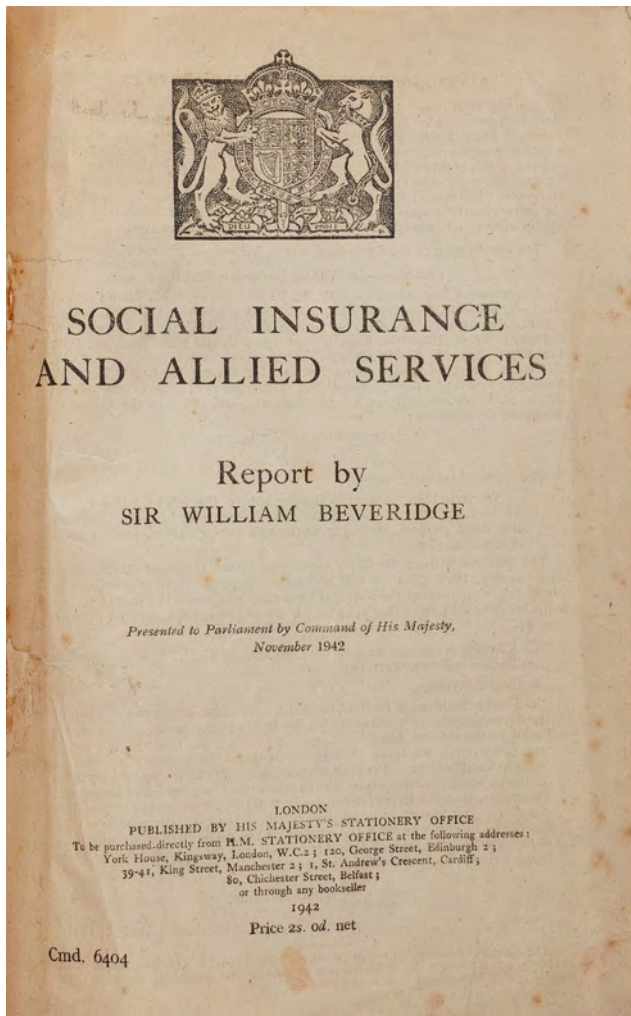 SOCIAL INSURANCE
AND ALLIED SERVICES
Report by
SIR WILLIAM BEVERIDGE
Presented to Parliament by Command of His Majesty,
November 1942
LONDON
PUBLISHED BY HIS MAJESTY'S STATIONERY OFFICE
To be purchased directly from H.M. STATIONERY OFFICE at the following addresses:
York House, Kingsway, London, W.C.2; 120, George Street, Edinburgh 2;
39-41, King Street, Manchester 2; 1, St. Andrew's Crescent, Cardiff;
80, Chichester Street, Belfast;
or through any bookseller
1942
Price 2s. od. net
Cmd. 6404